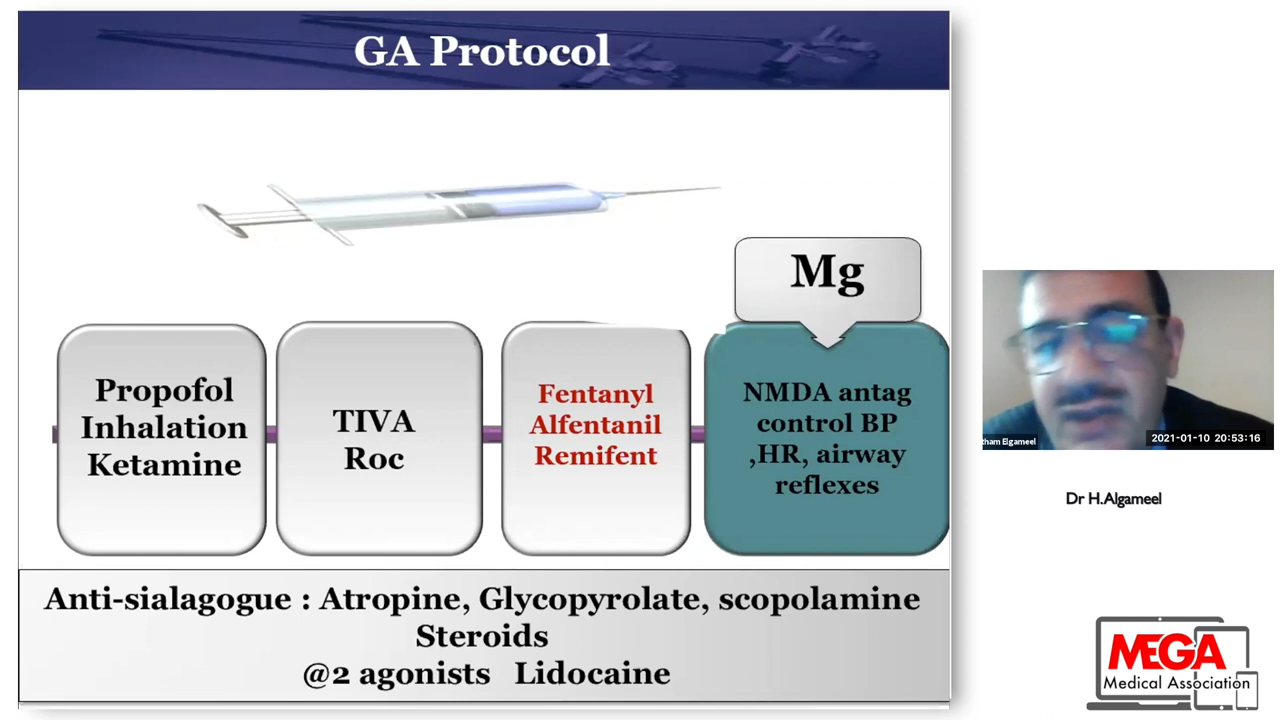 GA Protocol
Mg
Propofol
Inhalation
Ketamine
TIVA
Roc
Fentanyl
Alfentanil
Remifent
NMDA antag
control BP
,HR, airway
reflexes
Anti-sialagogue : Atropine, Glycopyrolate, scopolamine
Steroids
@2 agonists Lidocaine
tham Elgameel
2021-01-10 20:53:16
Dr H.Algameel
MEGA
Medical Association